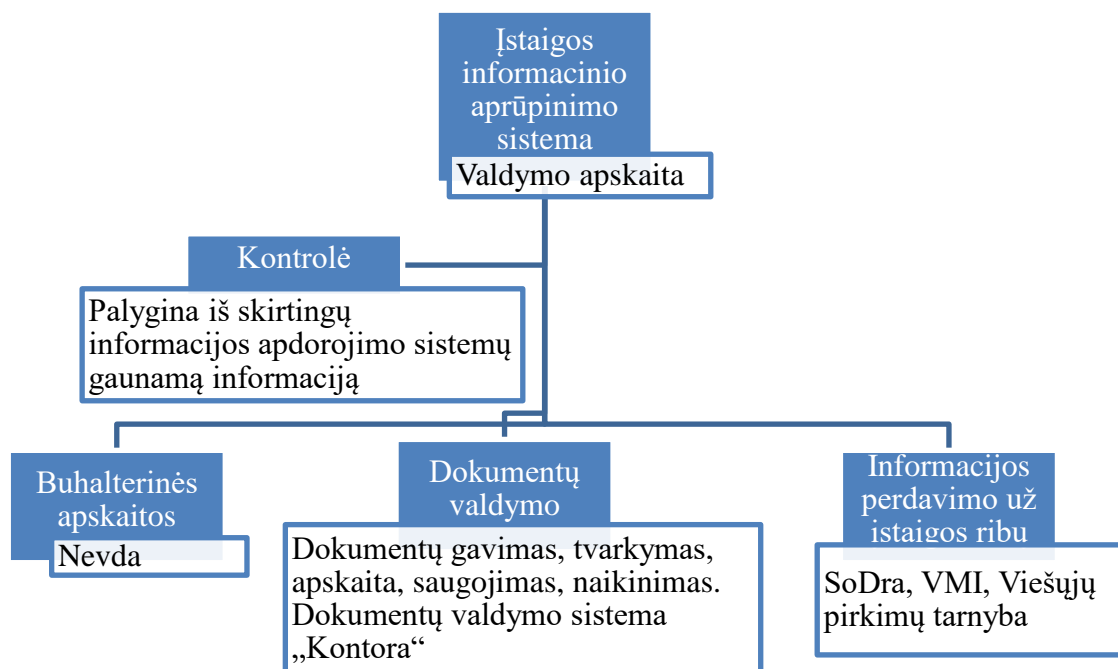 Įstaigos
informacinio
aprūpinimo
sistema
Valdymo apskaita
Kontrolė
Palygina iš skirtingų
informacijos apdorojimo sistemų
gaunamą informaciją
Buhalterinės
apskaitos
Nevda
Dokumentų
valdymo
Dokumentų gavimas, tvarkymas,
apskaita, saugojimas, naikinimas.
Dokumentų valdymo sistema
„Kontora“
Informacijos
perdavimo už
įstaigos ribų
SoDra, VMI, Viešųjų
pirkimų tarnyba